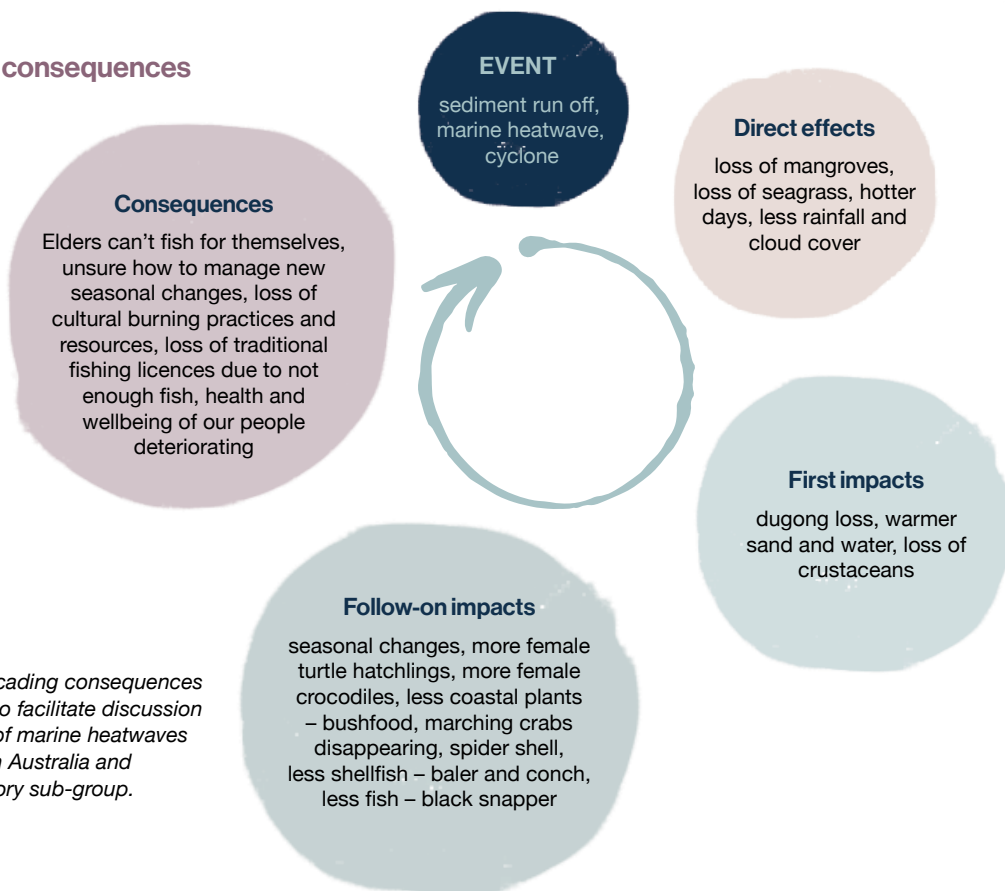 consequences
EVENT
sediment run off,
marine heatwave,
cyclone
Direct effects
loss of mangroves,
loss of seagrass, hotter
days, less rainfall and
cloud cover
First impacts
dugong loss, warmer
sand and water, loss of
crustaceans
Follow-on impacts
seasonal changes, more female
turtle hatchlings, more female
crocodiles, less coastal plants
– bushfood, marching crabs
disappearing, spider shell,
less shellfish – baler and conch,
less fish – black snapper
Consequences
Elders can’t fish for themselves,
unsure how to manage new
seasonal changes, loss of
cultural burning practices and
resources, loss of traditional
fishing licences due to not
enough fish, health and
wellbeing of our people
deteriorating
cading consequences
o facilitate discussion
of marine heatwaves
Australia and
ory sub-group.